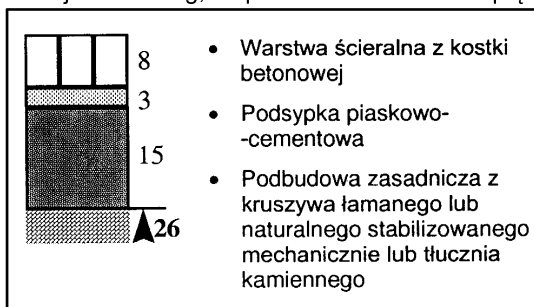 8
3
15
26
• Warstwa ścieralna z kostki
betonowej
• Podsypka piaskowo-
-cementowa
• Podbudowa zasadnicza z
kruszywa łamanego lub
naturalnego stabilizowanego
mechanicznie lub tłucznia
kamiennego